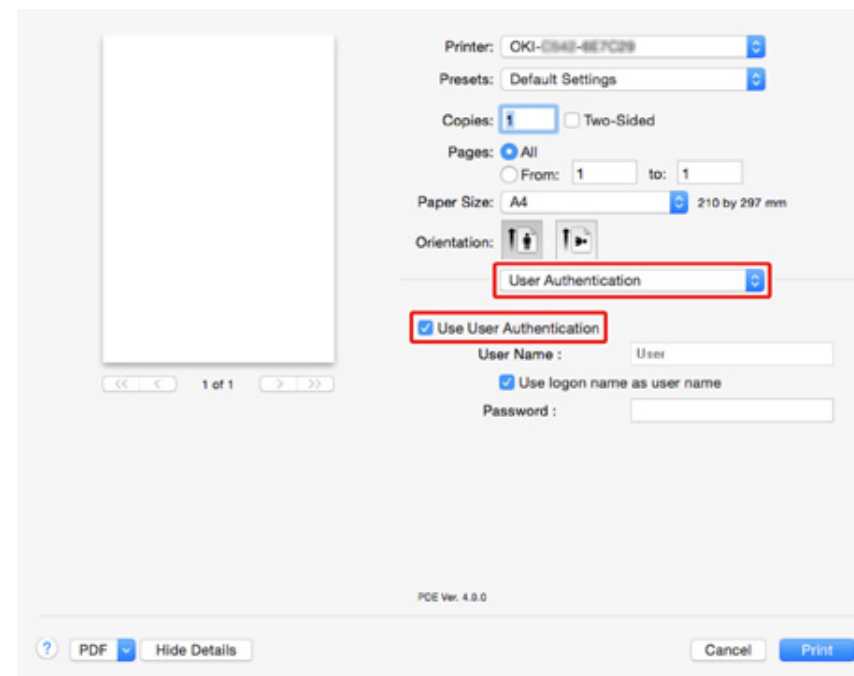 Printer: OKI-
Presets: Default Settings
Copies: 1 Two-Sided
Pages: All
From: 1 to: 1
Paper Size: A4 210 by 297 mm
Orientation:
User Authentication
Use User Authentication
User Name : User
<< < 1 of 1 > >>
Use logon name as user name
Password :
PDE Ver. 4.0.0
? PDF Hide Details Cancel Print